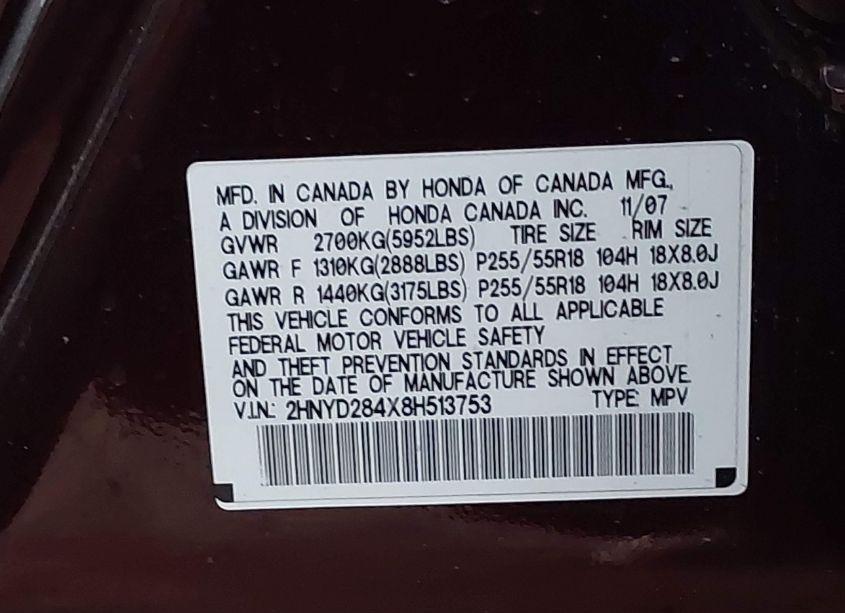 MFD. IN CANADA BY HONDA OF CANADA MFG.,
A DIVISION OF HONDA CANADA INC. 11/07
GVWR 2700KG(5952LBS) TIRE SIZE RIM SIZE
GAWR F 1310KG(2888LBS) P255/55R18 104H 18X8.0J
GAWR R 1440KG(3175LBS) P255/55R18 104H 18X8.0J
THIS VEHICLE CONFORMS TO ALL APPLICABLE
FEDERAL MOTOR VEHICLE SAFETY
AND THEFT PREVENTION STANDARDS IN EFFECT
ON THE DATE OF MANUFACTURE SHOWN ABOVE.
V.I.N.: 2HNYD284X8H513753 TYPE: MPV